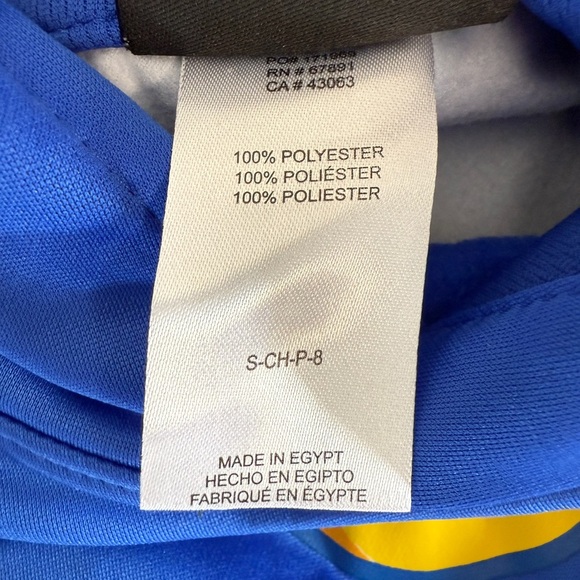 RN # 67891
CA # 43063
100% POLYESTER
100% POLIÉSTER
100% POLIESTER
S-CH-P-8
MADE IN EGYPT
HECHO EN EGIPTO
FABRIQUÉ EN ÉGYPTE